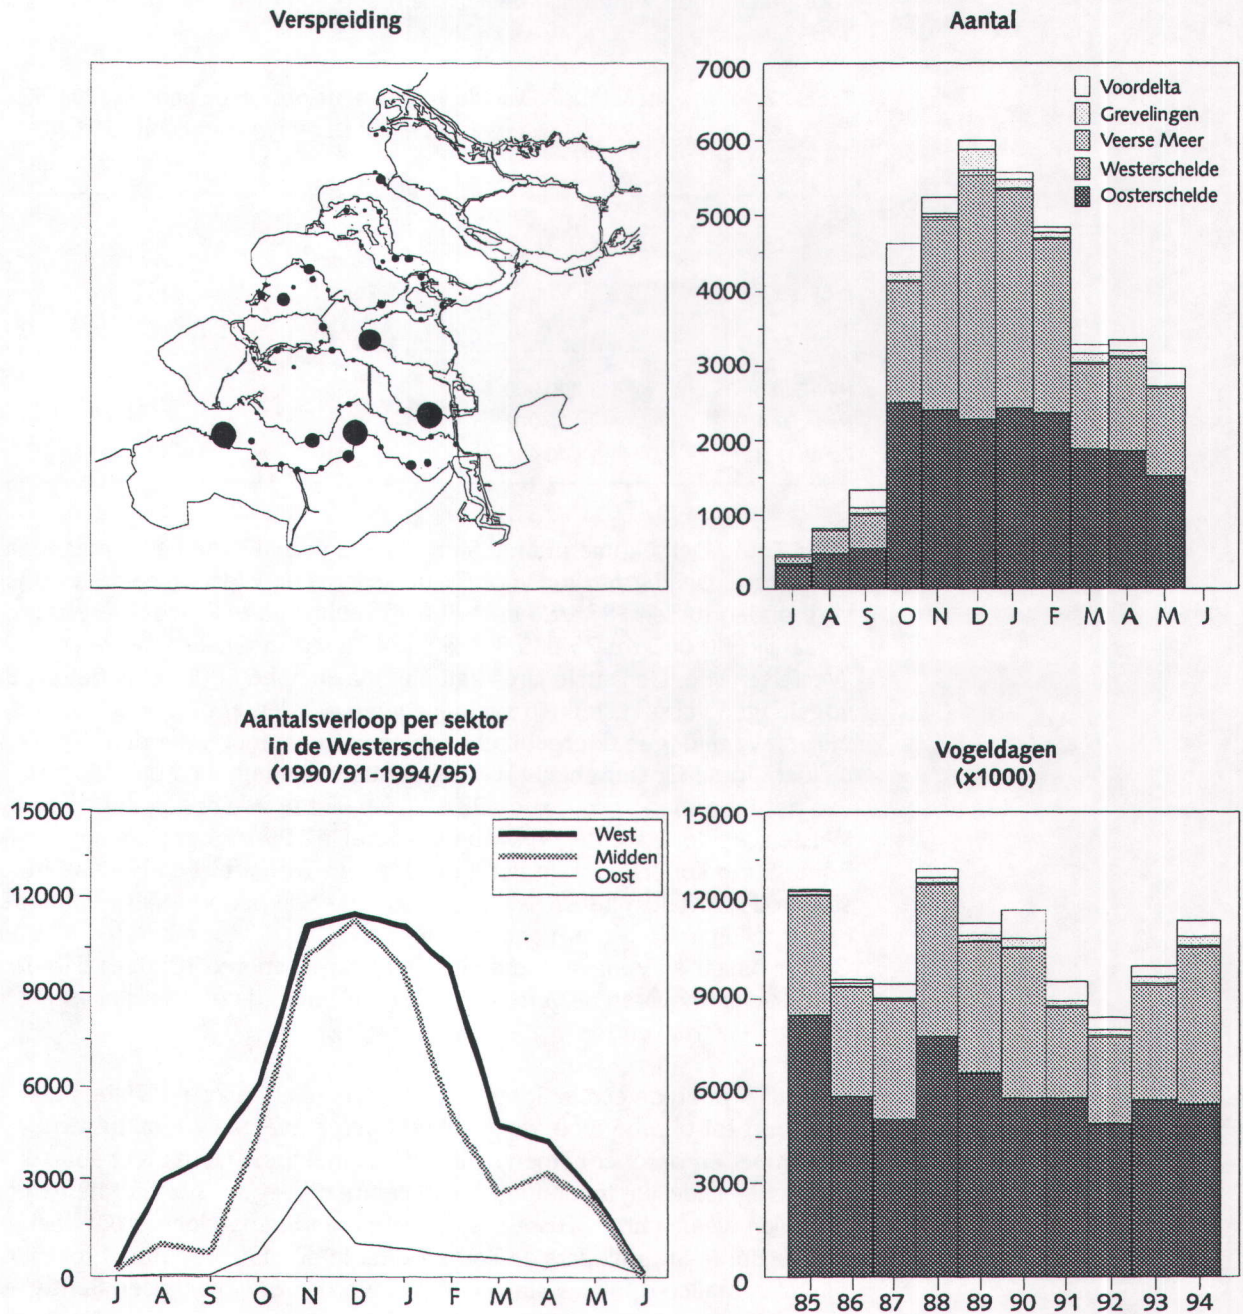 Verspreiding
Aantal
7000
6000
5000
4000
3000
2000
1000
0
Voordelta
Grevelingen
Veerse Meer
Westerschelde
Oosterschelde
J A S O N D J F M A M J
Aantalsverloop per sektor
in de Westerschelde
(1990/91-1994/95)
15000
12000
9000
6000
3000
0
West
Midden
Oost
J A S O N D J F M A M J
Vogeldagen
(x1000)
15000
12000
9000
6000
3000
0
85 86 87 88 89 90 91 92 93 94